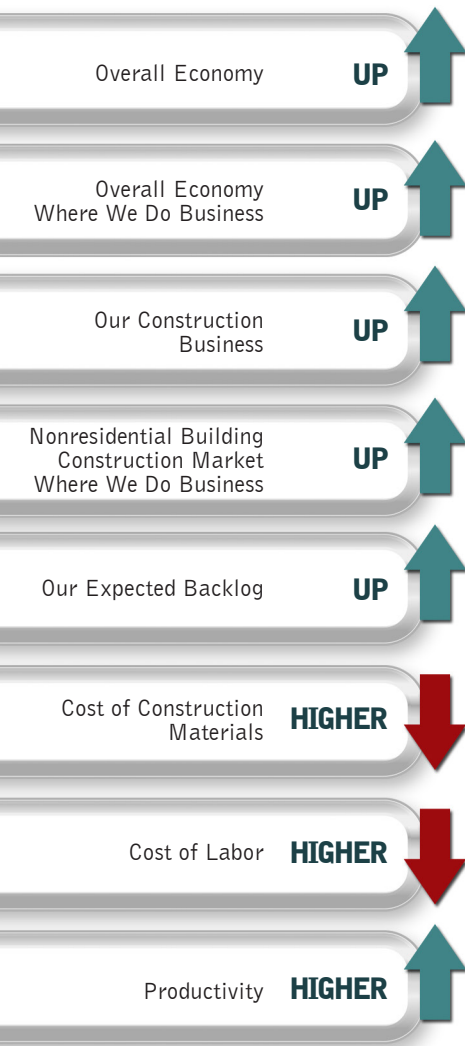 Overall Economy UP
Overall Economy
Where We Do Business UP
Our Construction
Business UP
Nonresidential Building
Construction Market UP
Where We Do Business
Our Expected Backlog UP
Cost of Construction
Materials HIGHER
Cost of Labor HIGHER
Productivity HIGHER